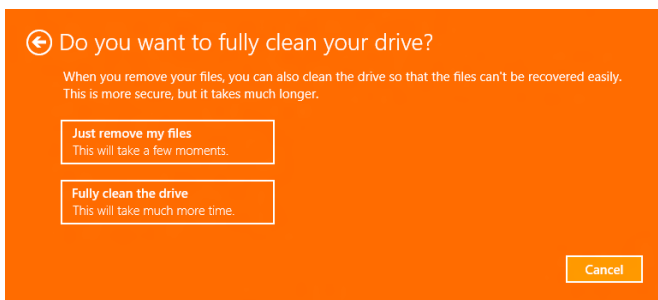 Do you want to fully clean your drive?
When you remove your files, you can also clean the drive so that the files can't be recovered easily.
This is more secure, but it takes much longer.
Just remove my files
This will take a few moments.
Fully clean the drive
This will take much more time.
Cancel